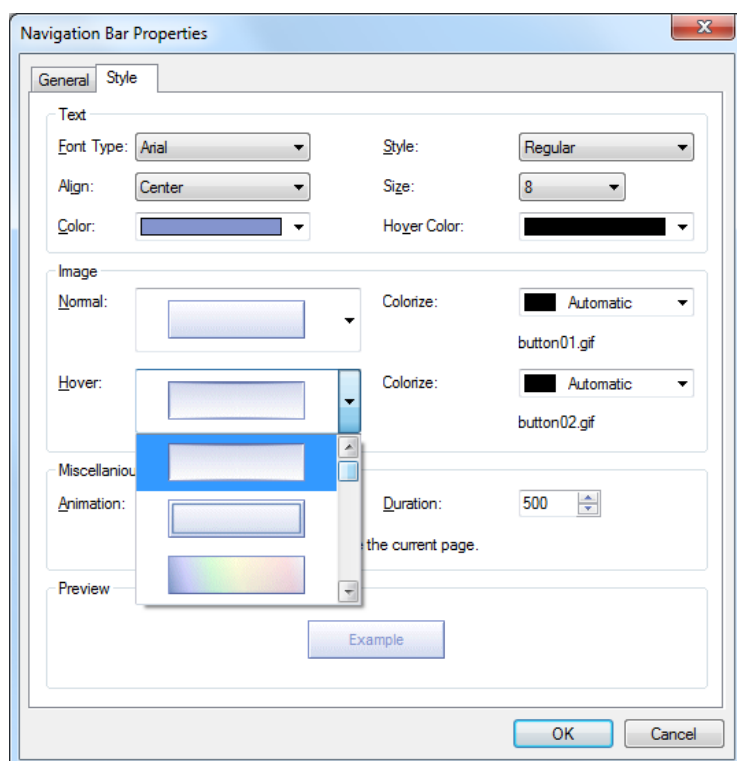 Navigation Bar Properties
General Style
Text
Font Type: Arial Style: Regular
Align: Center Size: 8
Color: Hover Color:
Image
Normal: Colorize: Automatic
button01.gif
Hover: Colorize: Automatic
button02.gif
Miscellaniou
Animation: Duration: 500
the current page.
Preview
Example
OK Cancel